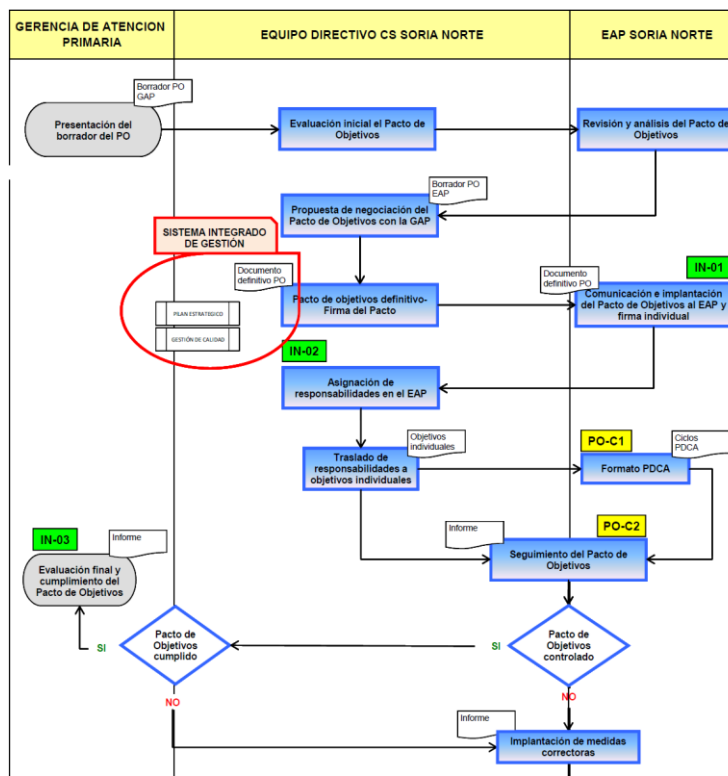 GERENCIA DE ATENCION
PRIMARIA
EQUIPO DIRECTIVO CS SORIA NORTE
EAP SORIA NORTE
Borrador PO
GAP
Presentación del
borrador del PO
Evaluación inicial el Pacto de
Objetivos
Revisión y análisis del Pacto de
Objetivos
Borrador PO
EAP
Propuesta de negociación del
Pacto de Objetivos con la GAP
SISTEMA INTEGRADO
DE GESTIÓN
Documento
definitivo PO
PLAN ESTRATEGICO
GESTIÓN DE CALIDAD
Pacto de objetivos definitivo-
Firma del Pacto
Documento
definitivo PO
IN-01
Comunicación e implantación
del Pacto de Objetivos al EAP y
firma individual
IN-02
Asignación de
responsabilidades en el EAP
Objetivos
individuales
Traslado de
responsabilidades a
objetivos individuales
PO-C1
Ciclos
PDCA
Formato PDCA
PO-C2
Informe
Seguimiento del Pacto de
Objetivos
IN-03
Informe
Evaluación final y
cumplimiento del
Pacto de Objetivos
SI
Pacto de
Objetivos
cumplido
SI
Pacto de
Objetivos
controlado
NO
NO
Informe
Implantación de medidas
correctoras